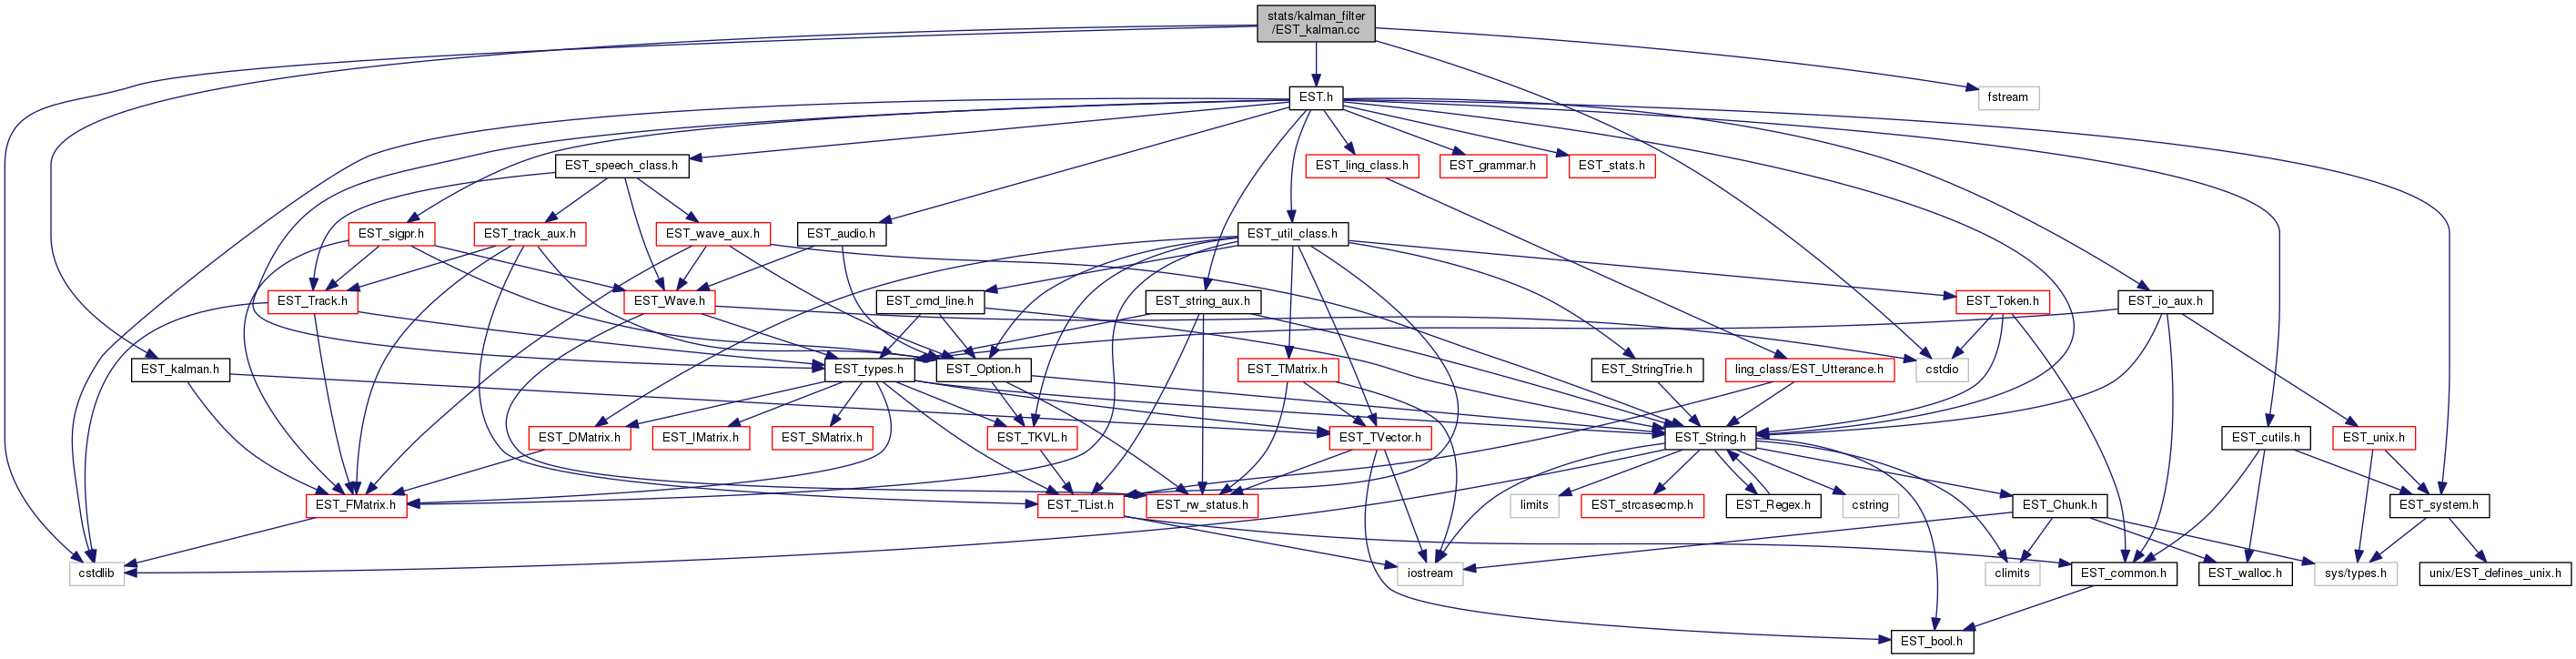 stats/kalman_filter
/EST_kalman.cc
EST.h
fstream
EST_speech_class.h
EST_ling_class.h
EST_grammar.h
EST_stats.h
EST_sigpr.h
EST_track_aux.h
EST_wave_aux.h
EST_audio.h
EST_util_class.h
EST_Track.h
EST_Wave.h
EST_cmd_line.h
EST_string_aux.h
EST_Token.h
EST_io_aux.h
EST_kalman.h
EST_types.h
EST_Option.h
EST_TMatrix.h
EST_StringTrie.h
ling_class/EST_Utterance.h
cstdio
EST_DMatrix.h
EST_IMatrix.h
EST_SMatrix.h
EST_TKVL.h
EST_TVector.h
EST_String.h
EST_cutils.h
EST_unix.h
EST_FMatrix.h
EST_TList.h
EST_rw_status.h
limits
EST_strcasecmp.h
EST_Regex.h
cstring
EST_Chunk.h
EST_system.h
cstdlib
iostream
climits
EST_common.h
EST_walloc.h
sys/types.h
unix/EST_defines_unix.h
EST_bool.h